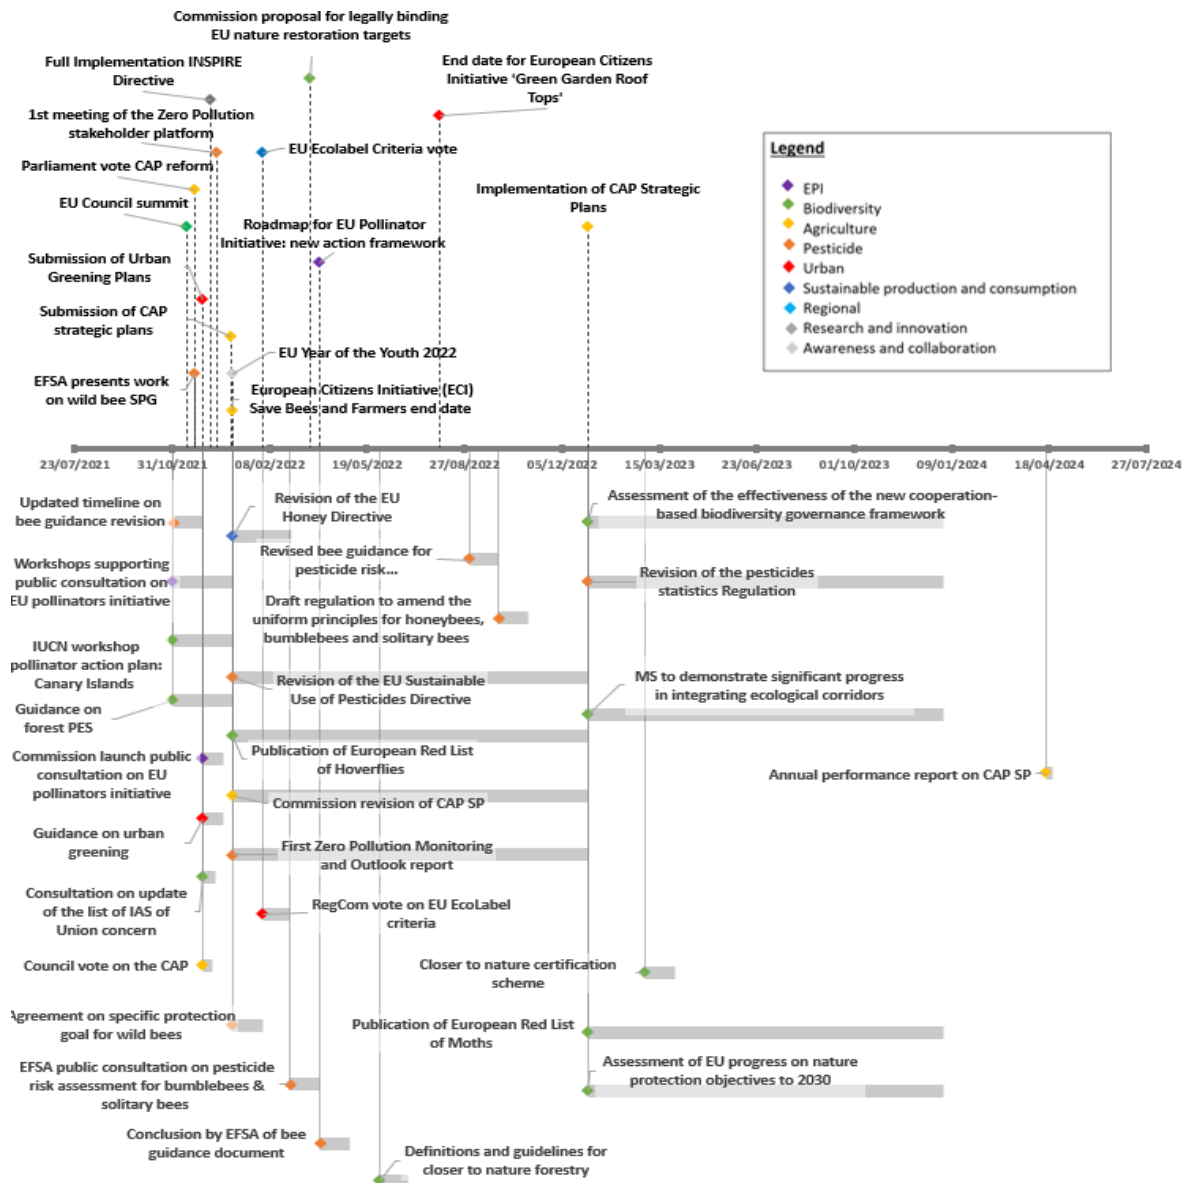 Commission proposal for legally binding
EU nature restoration targets
Full Implementation INSPIRE
Directive
End date for European Citizens
Initiative 'Green Garden Roof
Tops'
1st meeting of the Zero Pollution
stakeholder platform
EU Ecolabel Criteria vote
Parliament vote CAP reform
Implementation of CAP Strategic
Plans
EU Council summit
Roadmap for EU Pollinator
Initiative: new action framework
Submission of Urban
Greening Plans
Submission of CAP
strategic plans
EU Year of the Youth 2022
EFSA presents work
on wild bee SPG
European Citizens Initiative (ECI)
Save Bees and Farmers end date
Legend
EPI
Biodiversity
Agriculture
Pesticide
Urban
Sustainable production and consumption
Regional
Research and innovation
Awareness and collaboration
23/07/2021
31/10/2021
08/02/2022
19/05/2022
27/08/2022
05/12/2022
15/03/2023
23/06/2023
01/10/2023
09/01/2024
18/04/2024
27/07/2024
Updated timeline on
bee guidance revision
Revision of the EU
Honey Directive
Assessment of the effectiveness of the new cooperation-
based biodiversity governance framework
Revised bee guidance for
pesticide risk...
Workshops supporting
public consultation on
EU pollinators initiative
Revision of the pesticides
statistics Regulation
Draft regulation to amend the
uniform principles for honeybees,
bumblebees and solitary bees
IUCN workshop
pollinator action plan:
Canary Islands
Revision of the EU Sustainable
Use of Pesticides Directive
MS to demonstrate significant progress
in integrating ecological corridors
Guidance on
forest PES
Publication of European Red List
of Hoverflies
Commission launch public
consultation on EU
pollinators initiative
Annual performance report on CAP SP
Commission revision of CAP SP
Guidance on urban
greening
First Zero Pollution Monitoring
and Outlook report
Consultation on update
of the list of IAS of
Union concern
RegCom vote on EU EcoLabel
criteria
Council vote on the CAP
Closer to nature certification
scheme
Agreement on specific protection
goal for wild bees
Publication of European Red List
of Moths
EFSA public consultation on pesticide
risk assessment for bumblebees &
solitary bees
Assessment of EU progress on nature
protection objectives to 2030
Conclusion by EFSA of bee
guidance document
Definitions and guidelines for
closer to nature forestry